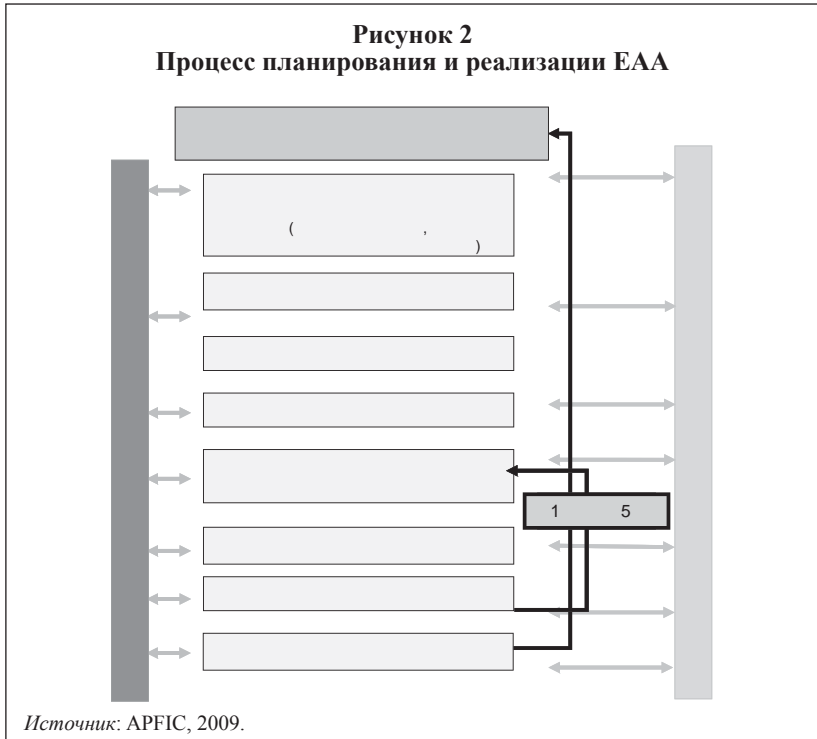 Рисунок 2
Процесс планирования и реализации ЕАА
( ,
)
1 5
Источник: APFIC, 2009.